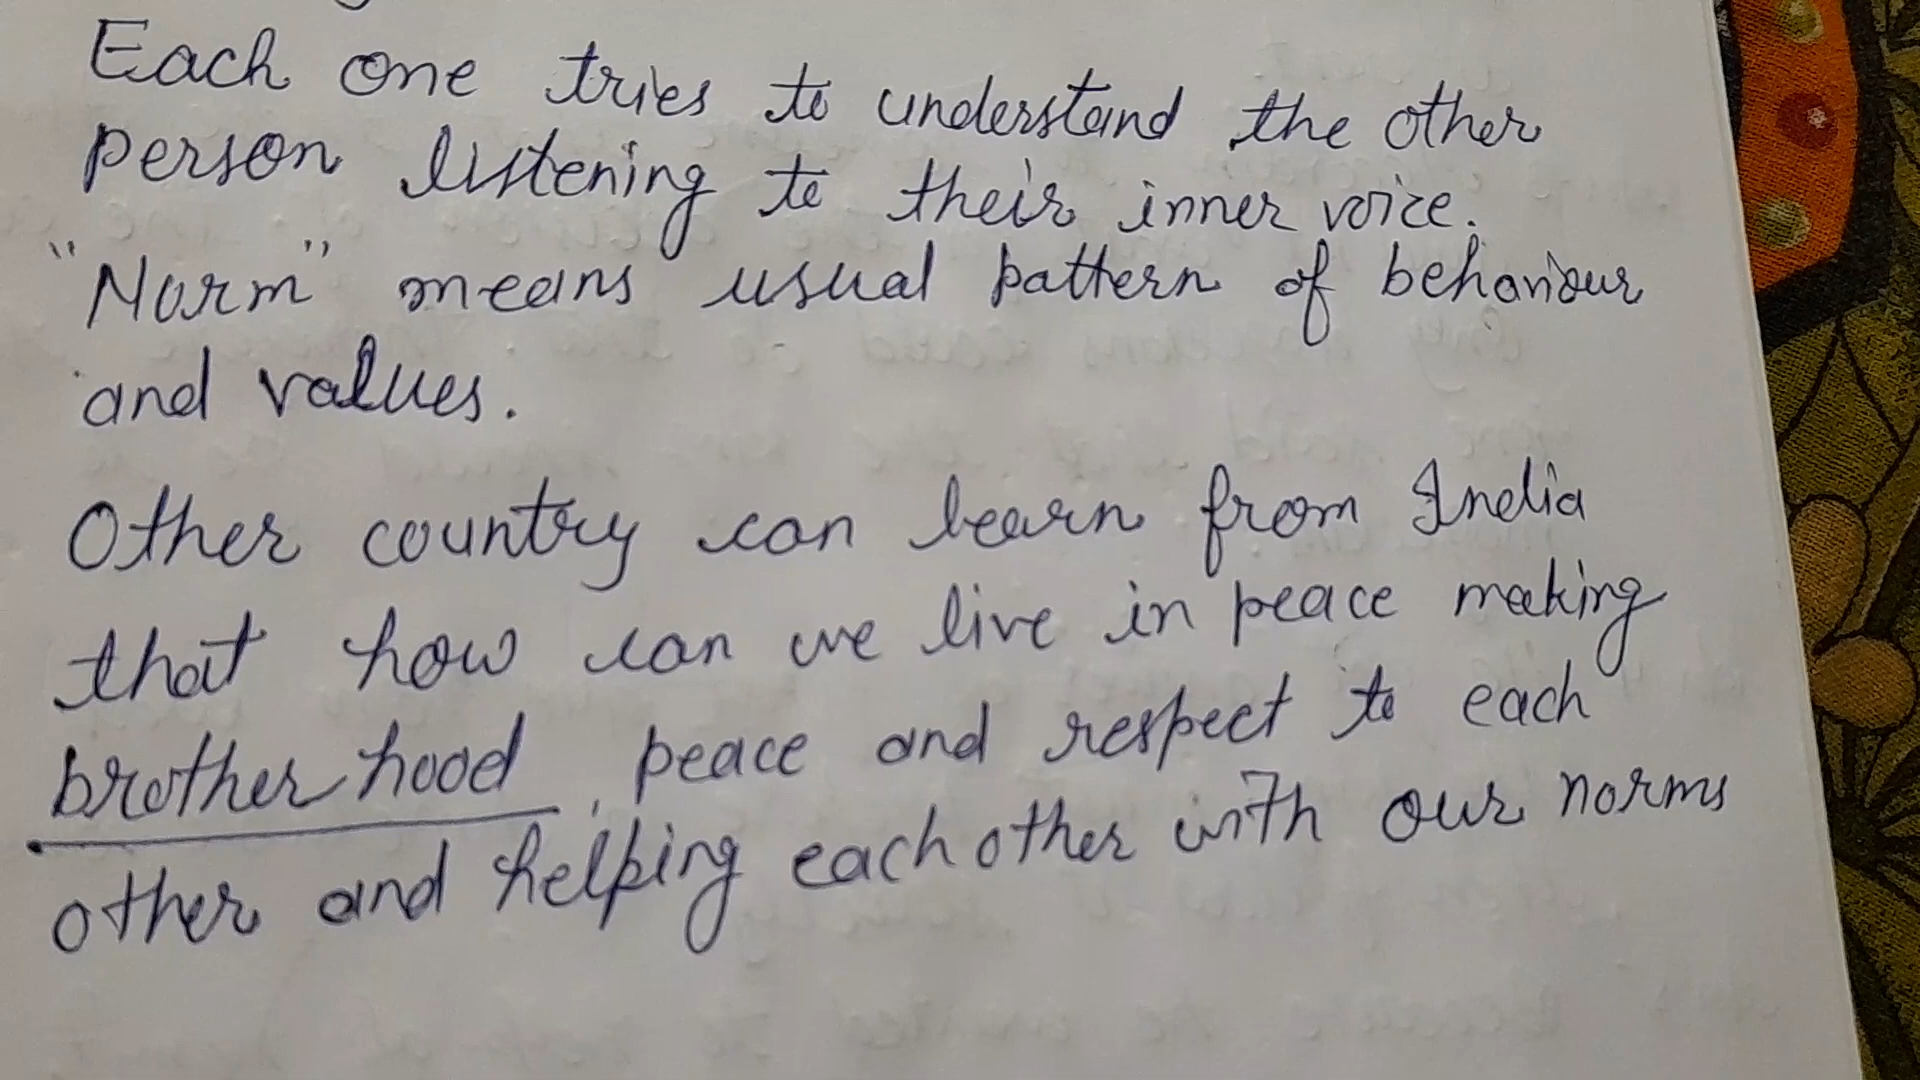 Each one tries to understand the other
person listening to their inner voice.
"Norm" means usual pattern of behaviour
and values.
Other country can learn from India
that how can we live in peace making
brotherhood, peace and respect to each
other and helping each other with our norms